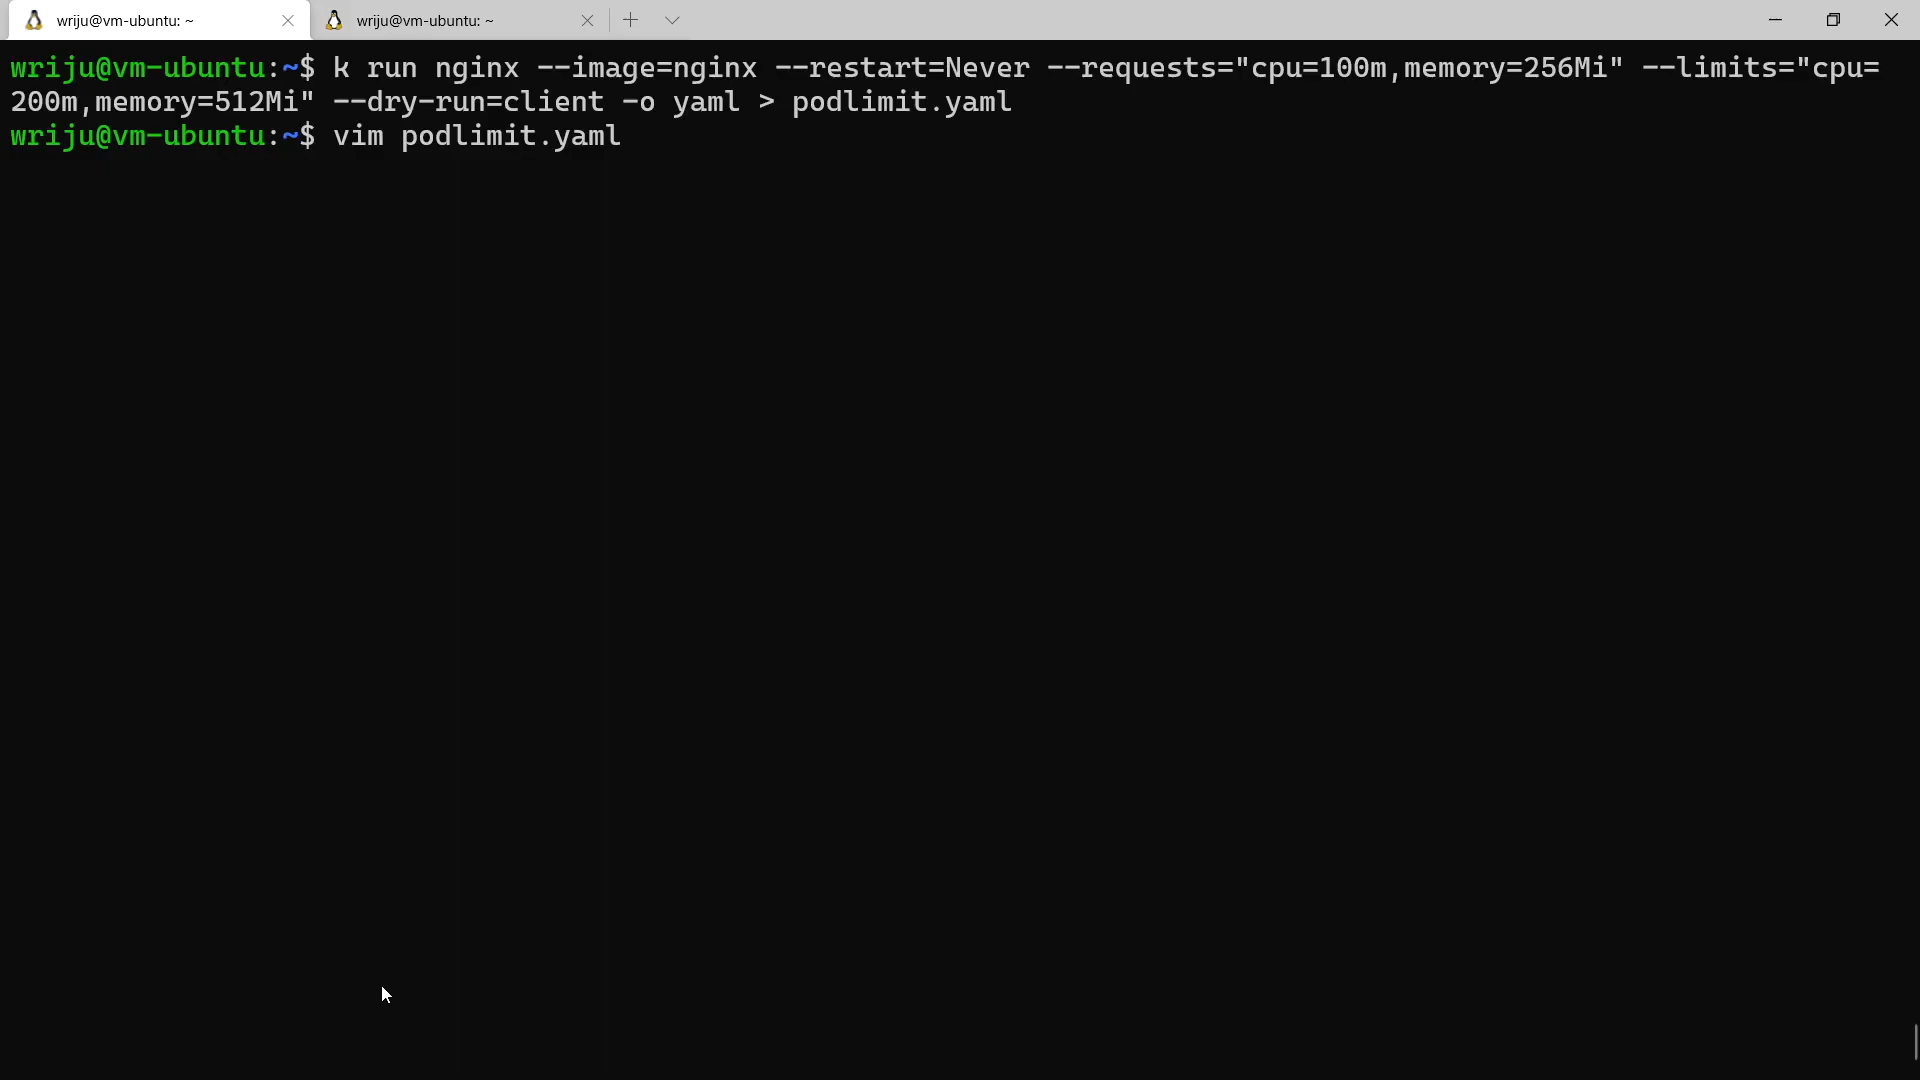 wriju@vm-ubuntu: ~
wriju@vm-ubuntu: ~
wriju@vm-ubuntu:~$ k run nginx --image=nginx --restart=Never --requests="cpu=100m,memory=256Mi" --limits="cpu=
200m,memory=512Mi" --dry-run=client -o yaml > podlimit.yaml
wriju@vm-ubuntu:~$ vim podlimit.yaml